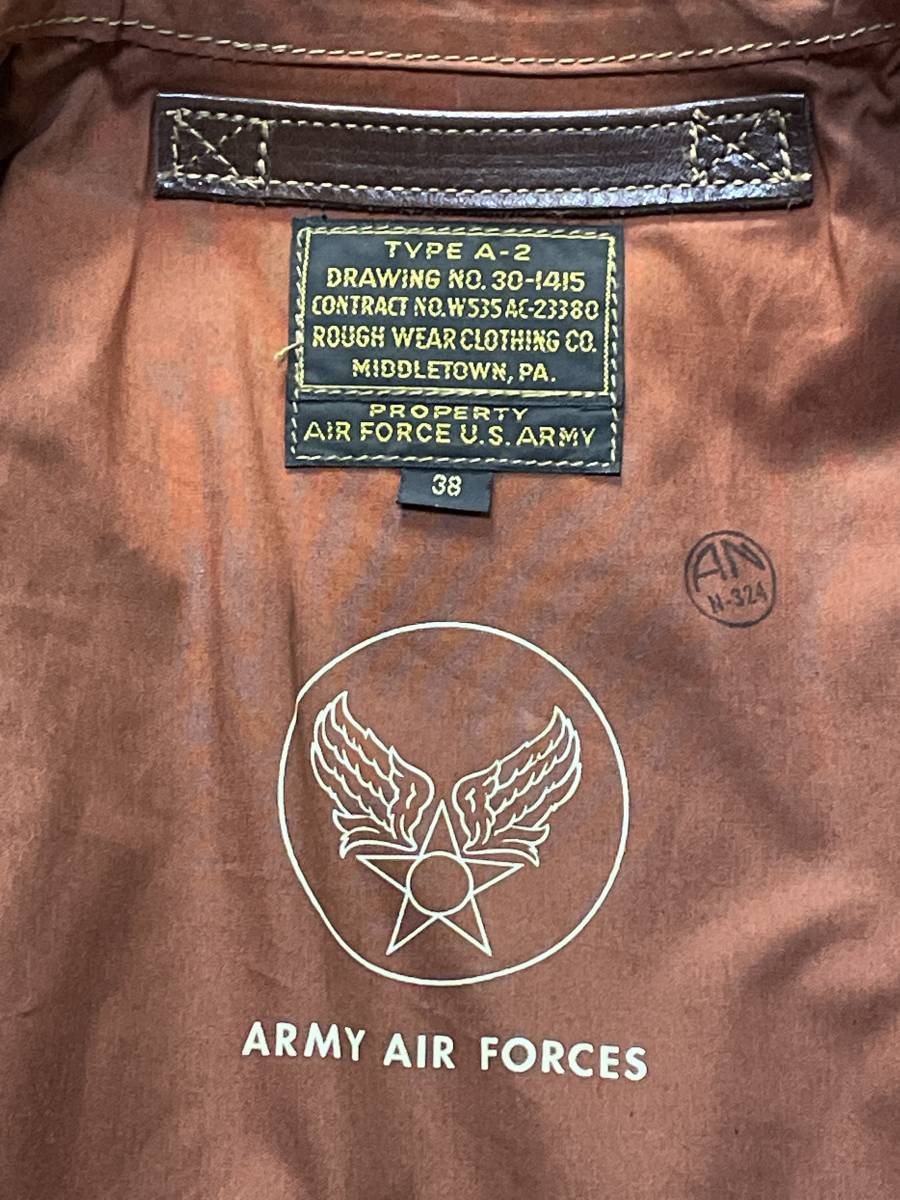 TYPE A-2
DRAWING NO. 30-1415
CONTRACT NO. W535 AC-23380
ROUGH WEAR CLOTHING CO.
MIDDLETOWN, PA.
PROPERTY
AIR FORCE U.S. ARMY
38
AN
N-324
ARMY AIR FORCES